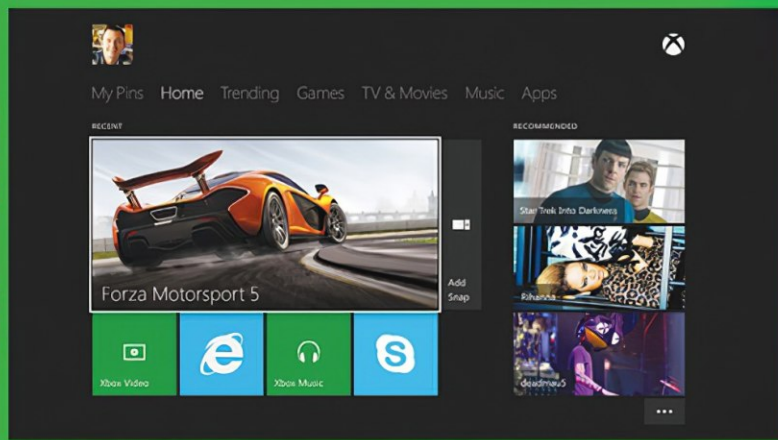 My Pins Home Trending Games TV & Movies Music Apps
RECENT
Forza Motorsport 5
Add
Snap
Xbox Video
Xbox Music
RECOMMENDED
Star Trek Into Darkness
Rihanna
deadmau5